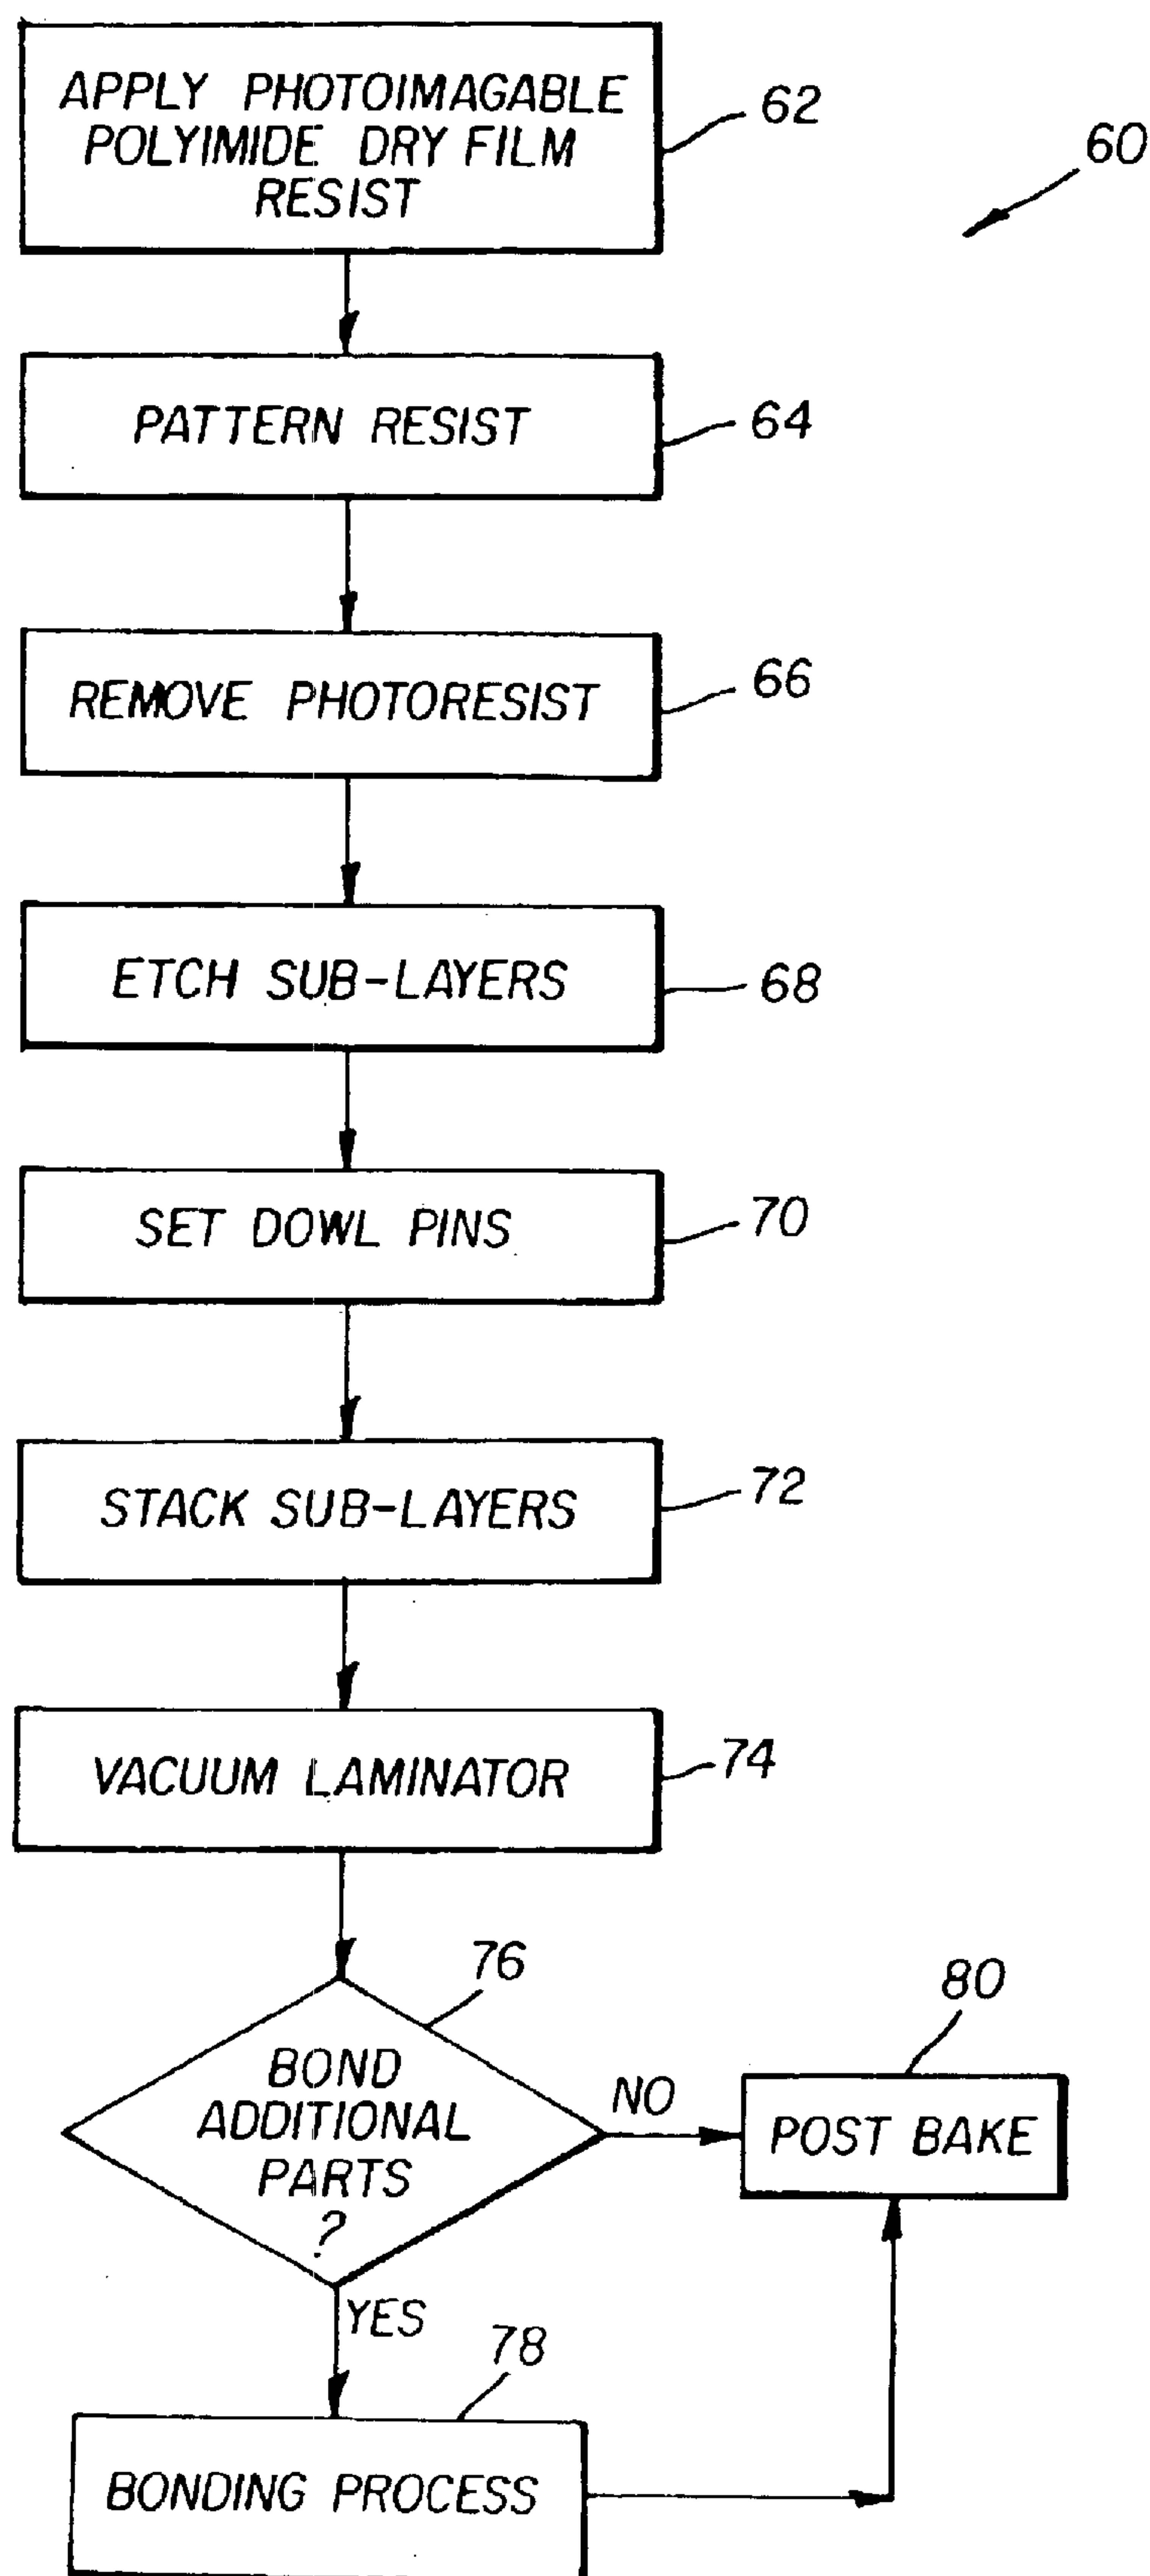 APPLY PHOTOIMAGABLE
POLYIMIDE DRY FILM
RESIST
62
60
PATTERN RESIST
64
REMOVE PHOTORESIST
66
ETCH SUB-LAYERS
68
SET DOWL PINS
70
STACK SUB-LAYERS
72
VACUUM LAMINATOR
74
76
BOND
ADDITIONAL
PARTS
?
NO
80
POST BAKE
YES
78
BONDING PROCESS